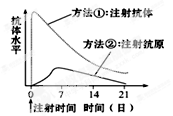 抗体水平
方法①:注射抗体
方法②:注射抗原
0 7 14 21
注射时间 时间(日)